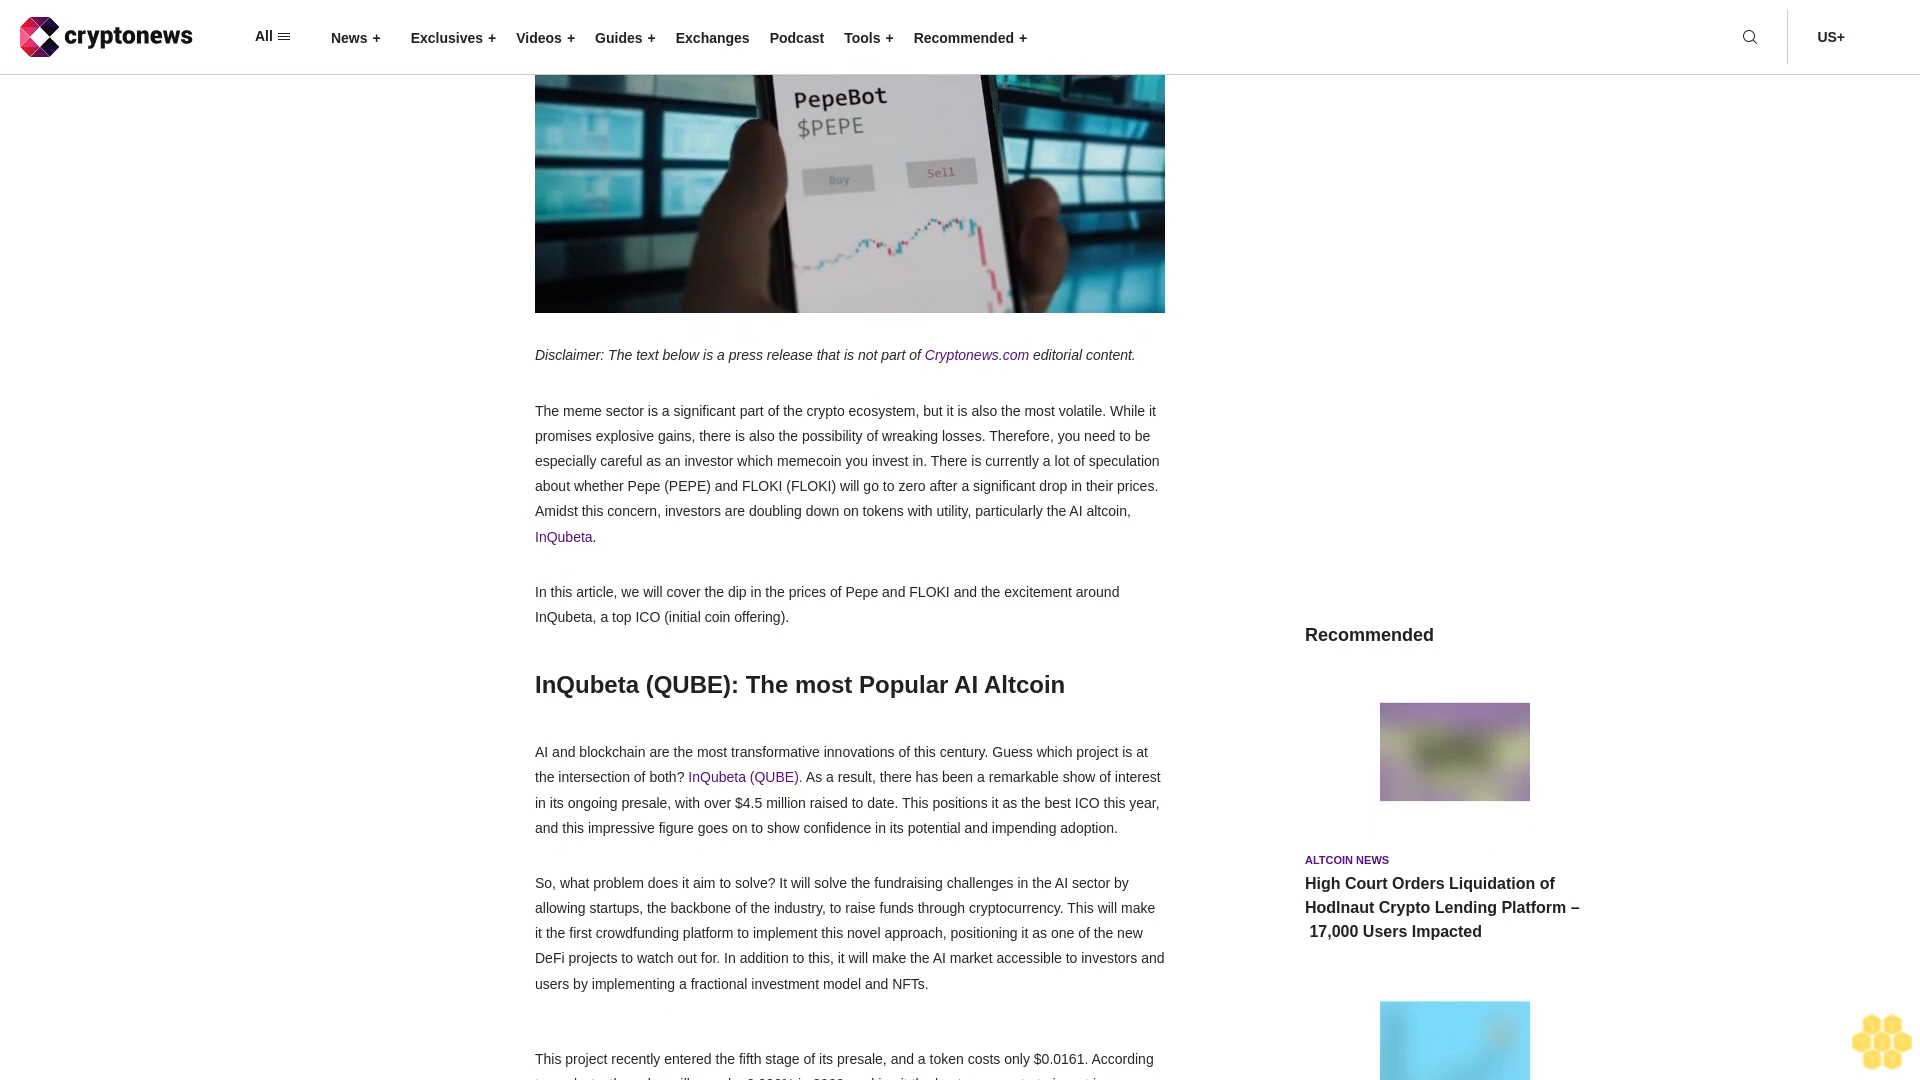 cryptonews
All
News +
Exclusives +
Videos +
Guides +
Exchanges
Podcast
Tools +
Recommended +
US+
PepeBot
$PEPE
Buy
Sell
Disclaimer: The text below is a press release that is not part of Cryptonews.com editorial content.
The meme sector is a significant part of the crypto ecosystem, but it is also the most volatile. While it
promises explosive gains, there is also the possibility of wreaking losses. Therefore, you need to be
especially careful as an investor which memecoin you invest in. There is currently a lot of speculation
about whether Pepe (PEPE) and FLOKI (FLOKI) will go to zero after a significant drop in their prices.
Amidst this concern, investors are doubling down on tokens with utility, particularly the AI altcoin,
InQubeta.
In this article, we will cover the dip in the prices of Pepe and FLOKI and the excitement around
InQubeta, a top ICO (initial coin offering).
InQubeta (QUBE): The most Popular AI Altcoin
AI and blockchain are the most transformative innovations of this century. Guess which project is at
the intersection of both? InQubeta (QUBE). As a result, there has been a remarkable show of interest
in its ongoing presale, with over $4.5 million raised to date. This positions it as the best ICO this year,
and this impressive figure goes on to show confidence in its potential and impending adoption.
So, what problem does it aim to solve? It will solve the fundraising challenges in the AI sector by
allowing startups, the backbone of the industry, to raise funds through cryptocurrency. This will make
it the first crowdfunding platform to implement this novel approach, positioning it as one of the new
DeFi projects to watch out for. In addition to this, it will make the AI market accessible to investors and
users by implementing a fractional investment model and NFTs.
This project recently entered the fifth stage of its presale, and a token costs only $0.0161. According
Recommended
ALTCOIN NEWS
High Court Orders Liquidation of
Hodlnaut Crypto Lending Platform –
17,000 Users Impacted